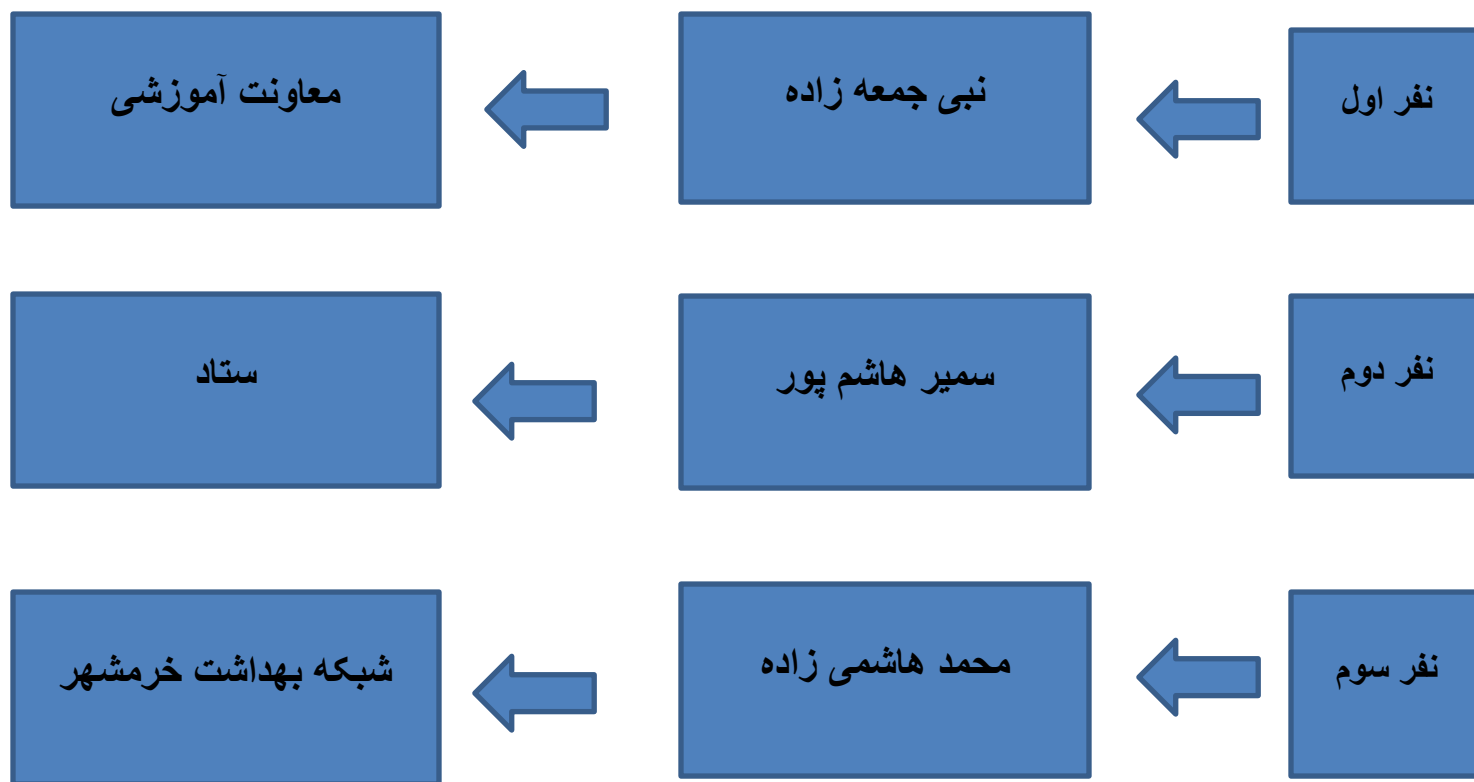 نفر اول
نبی جمعه زاده
معاونت آموزشی
نفر دوم
سمیر هاشم پور
ستاد
نفر سوم
محمد هاشمی زاده
شبکه بهداشت خرمشهر